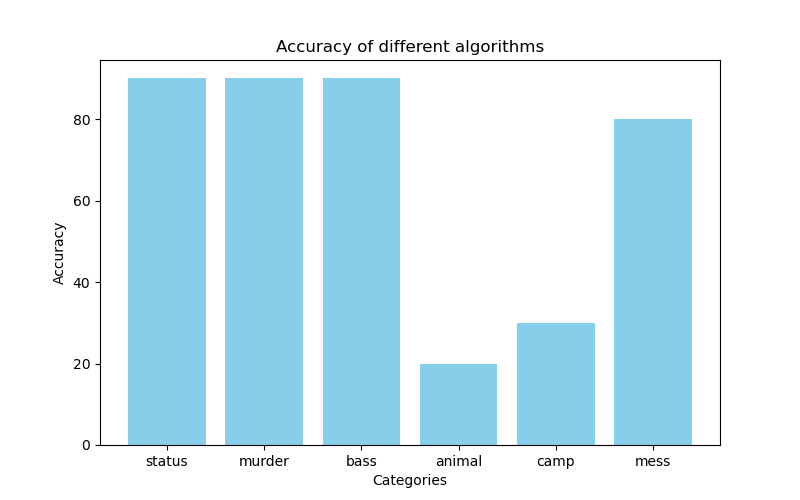 Accuracy of different algorithms
Accuracy
80
60
40
20
0
status murder bass animal camp mess
Categories